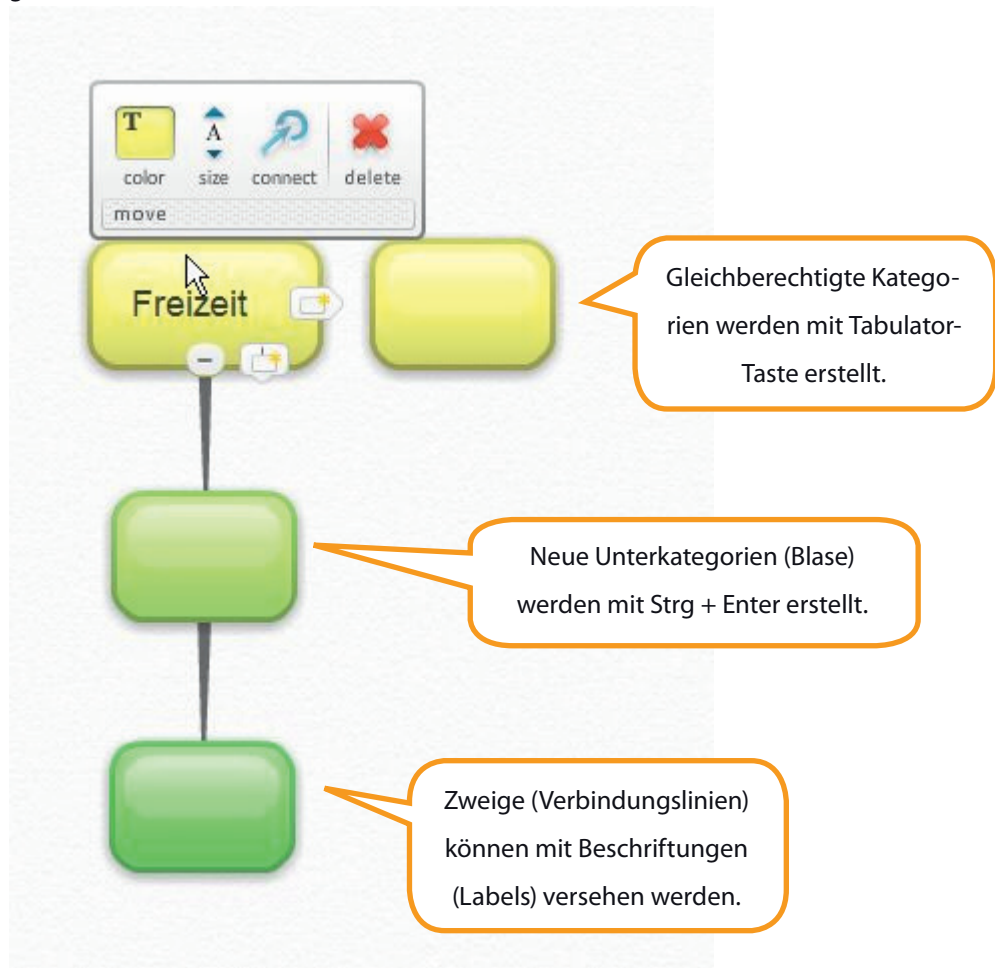 T
A
color size connect delete
move
Freizeit
Gleichberechtigte Katego-
rien werden mit Tabulator-
Taste erstellt.
Neue Unterkategorien (Blase)
werden mit Strg + Enter erstellt.
Zweige (Verbindungslinien)
können mit Beschriftungen
(Labels) versehen werden.